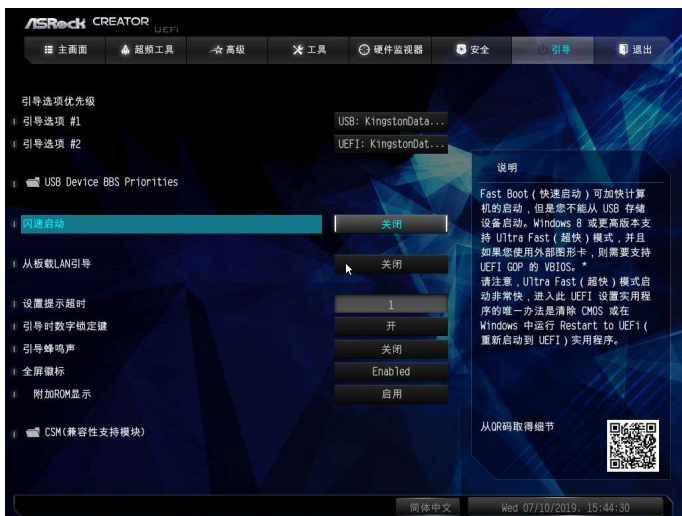 ASRock CREATOR UEFI
主画面 超频工具 高级 工具 硬件监视器 安全 引导 退出
引导选项优先级
引导选项 #1 USB: KingstonData...
引导选项 #2 UEFI: KingstonDat...
USB Device BBS Priorities
闪速启动 关闭
从板载LAN引导 关闭
设置提示超时 1
引导时数字锁定键 开
引导蜂鸣声 关闭
全屏徽标 Enabled
附加ROM显示 启用
CSM(兼容性支持模块)
说明
Fast Boot ( 快速启动 ) 可加快计算
机的启动 , 但是您不能从 USB 存储
设备启动。Windows 8 或更高版本支
持 Ultra Fast ( 超快 ) 模式 , 并且
如果您使用外部图形卡 , 则需要支持
UEFI GOP 的 VBIOS。*
请注意 , Ultra Fast ( 超快 ) 模式启
动非常快 , 进入此 UEFI 设置实用程
序的唯一办法是清除 CMOS 或在
Windows 中运行 Restart to UEFi (
重新启动到 UEFI ) 实用程序。
从QR码取得细节
简体中文 Wed 07/10/2019. 15:44:30